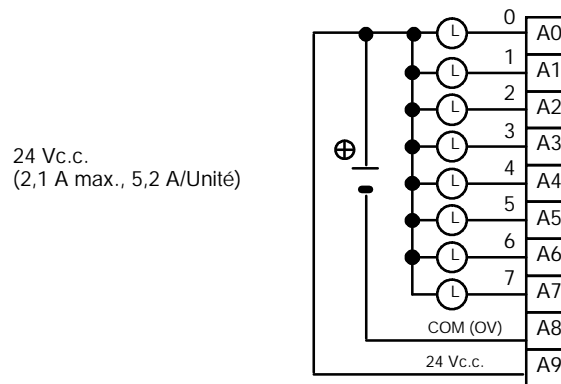 24 Vc.c.
(2,1 A max., 5,2 A/Unité)
0 L A0
1 L A1
2 L A2
3 L A3
4 L A4
5 L A5
6 L A6
7 L A7
COM (OV) A8
24 Vc.c. A9